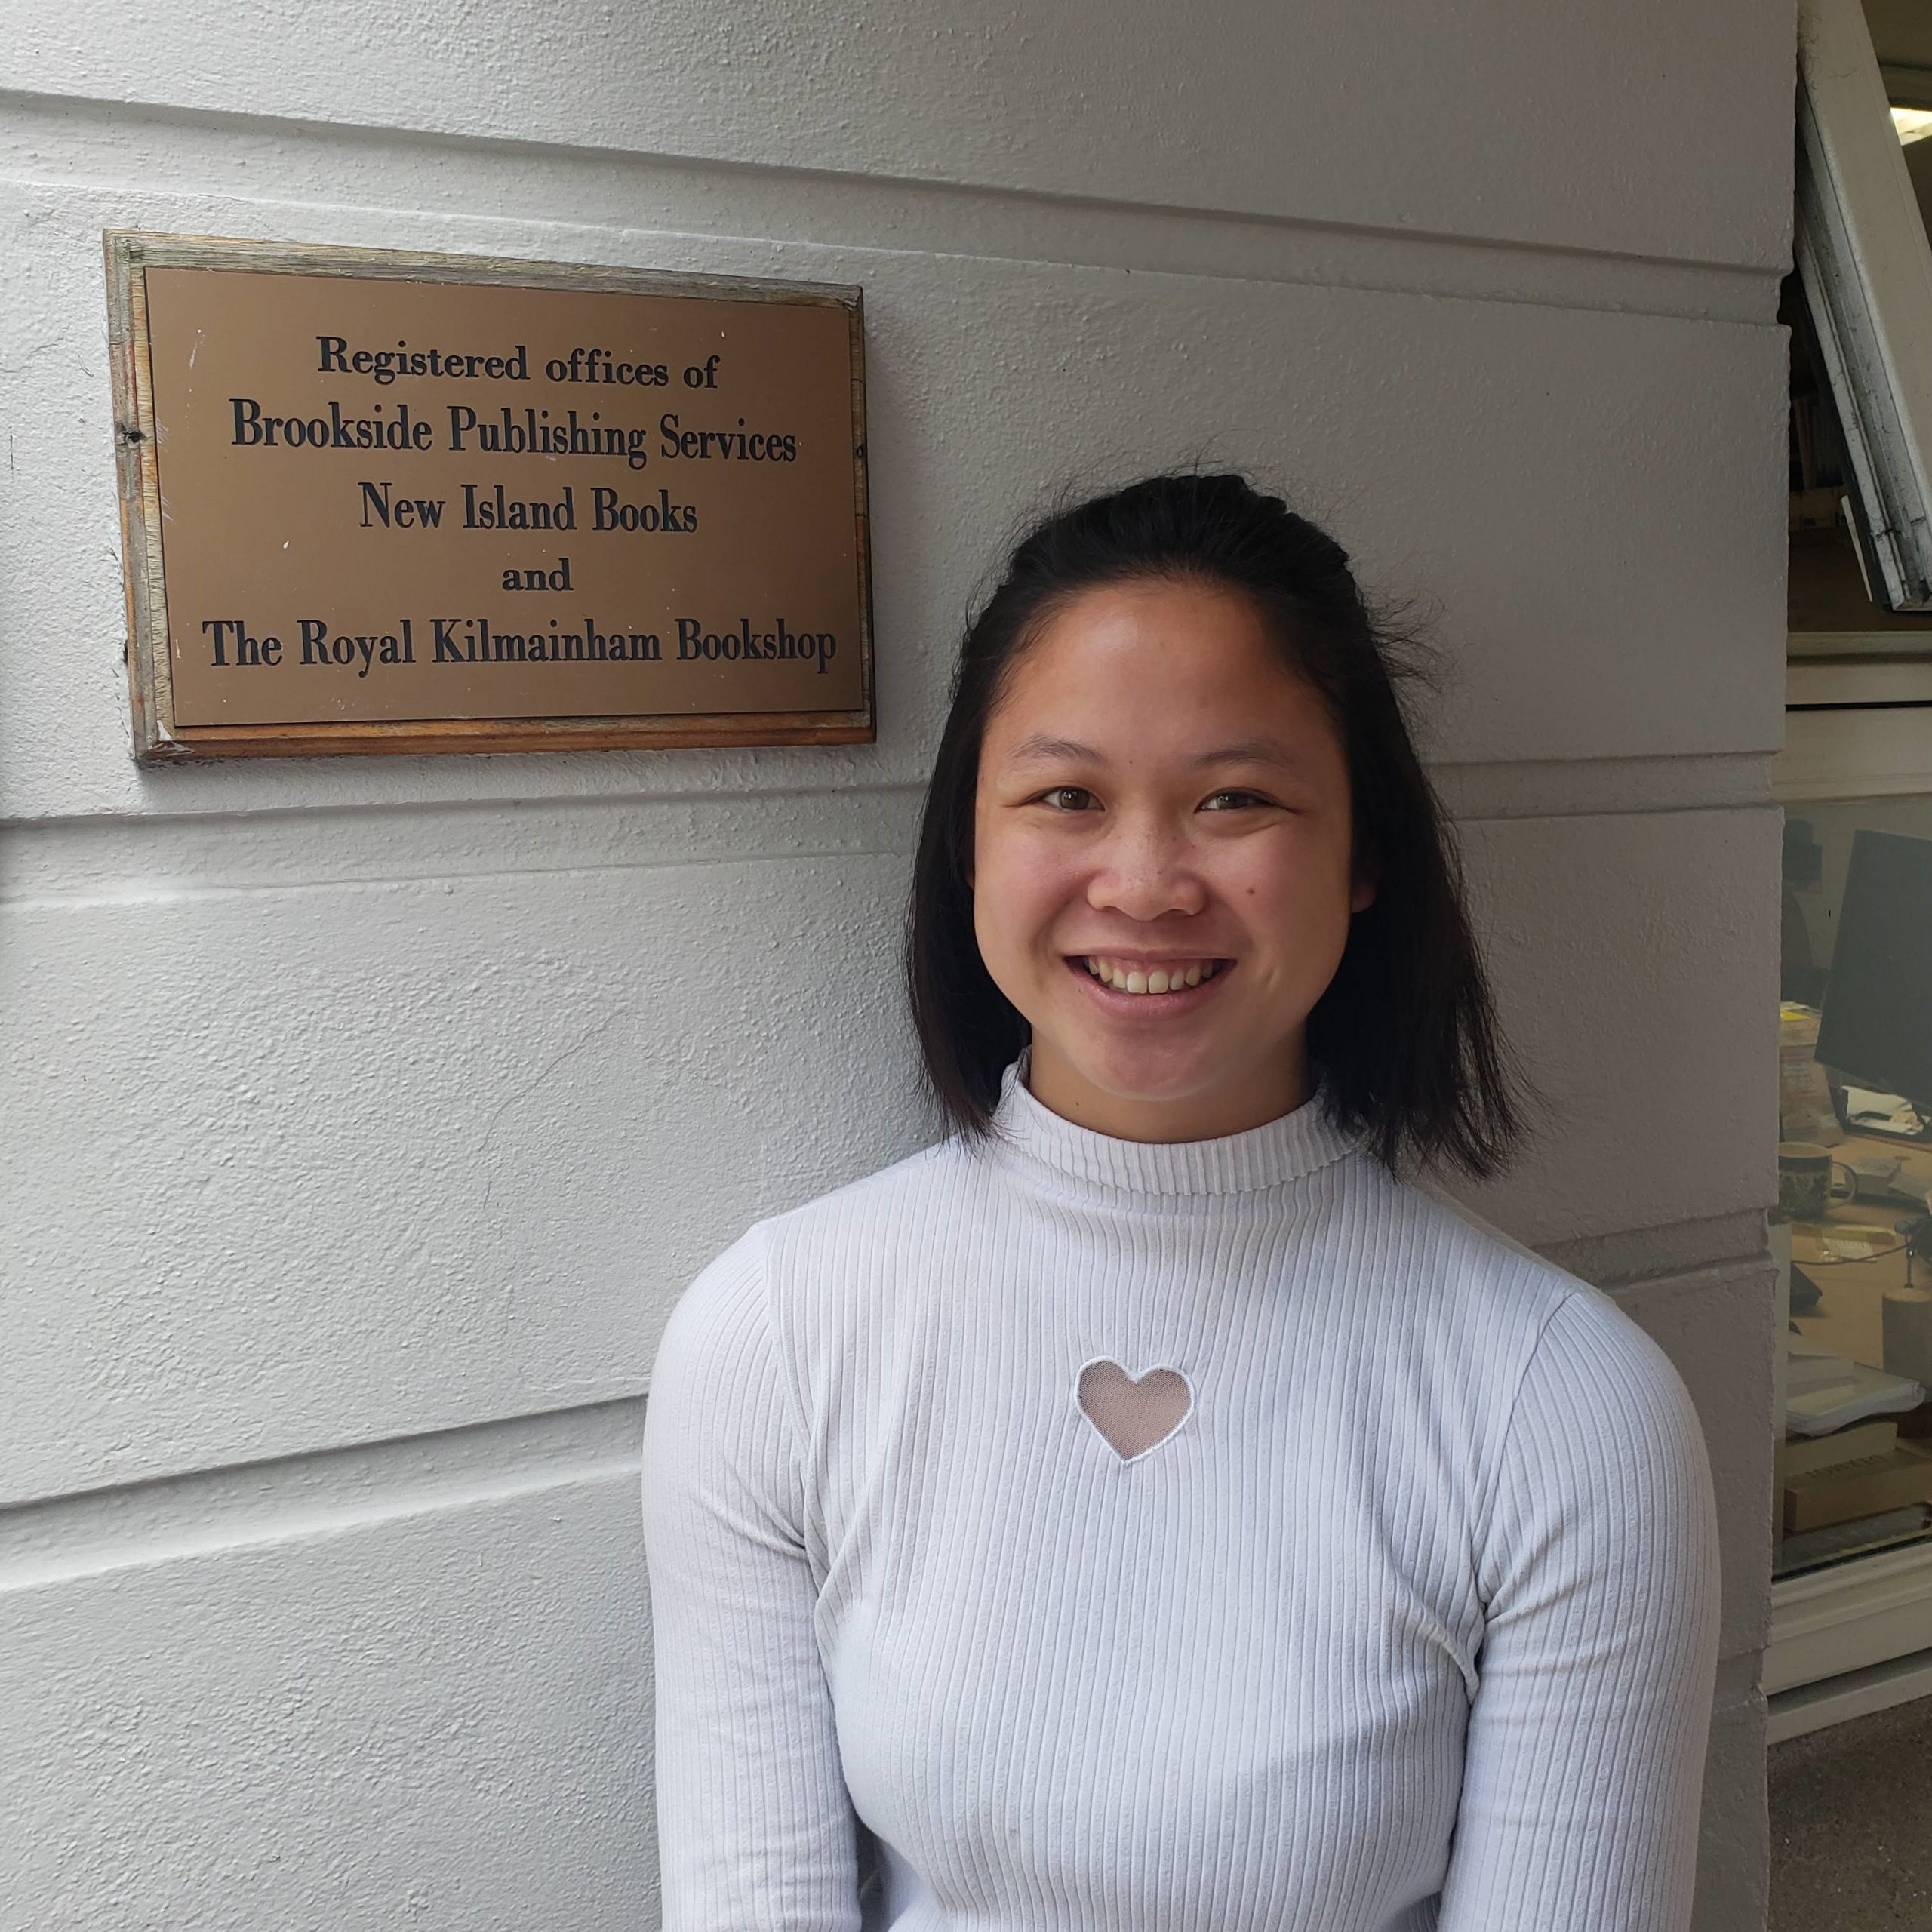 Registered offices of
Brookside Publishing Services
New Island Books
and
The Royal Kilmainham Bookshop